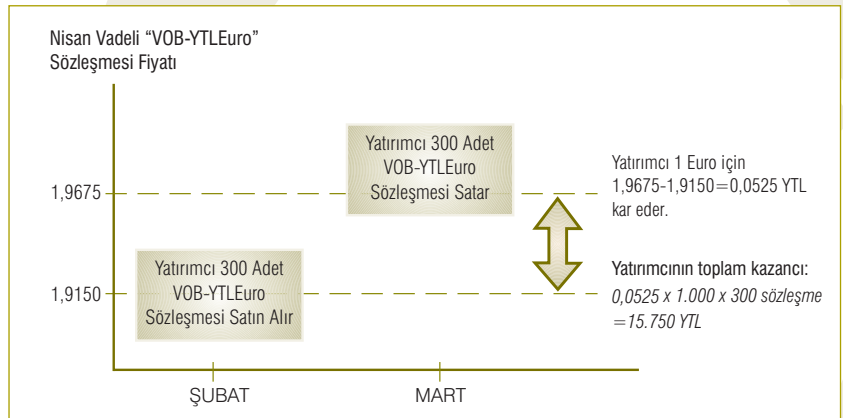 Nisan Vadeli “VOB-YTLEuro”
Sözleşmesi Fiyatı
Yatırımcı 300 Adet
VOB-YTLEuro
Sözleşmesi Satar
1,9675
Yatırımcı 1 Euro için
1,9675-1,9150=0,0525 YTL
kar eder.
Yatırımcı 300 Adet
VOB-YTLEuro
Sözleşmesi Satın Alır
1,9150
Yatırımcının toplam kazancı:
0,0525 x 1.000 x 300 sözleşme
=15.750 YTL
ŞUBAT
MART